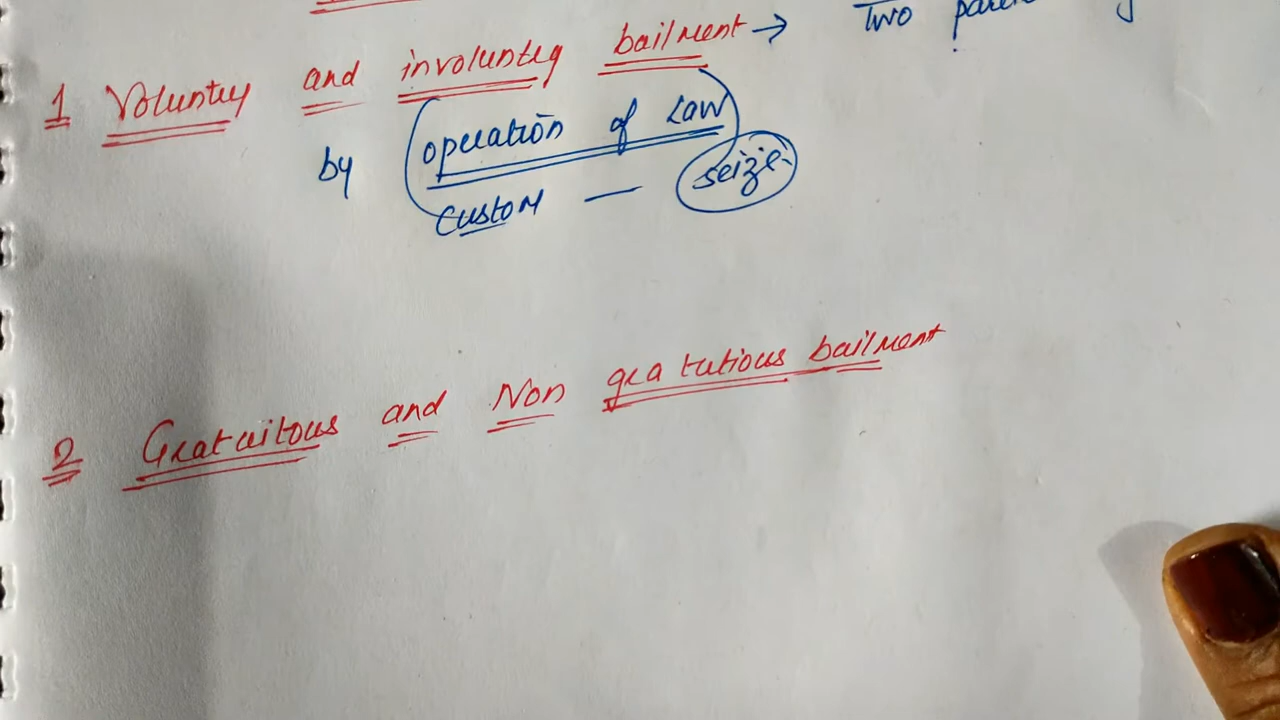 Two
1 Voluntry and involuntry bailment →
by operation of Law
custom — seize
2 Gratuitous and Non gratutious bailment